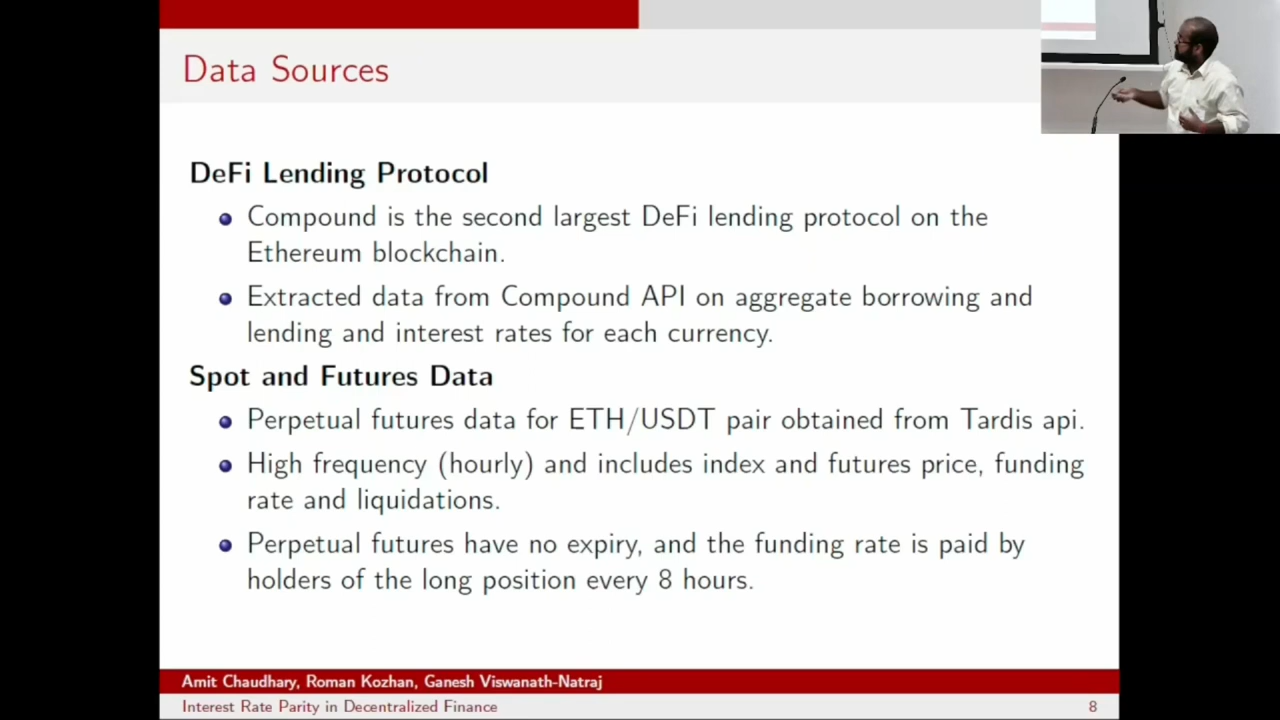 Data Sources
DeFi Lending Protocol
Compound is the second largest DeFi lending protocol on the
Ethereum blockchain.
Extracted data from Compound API on aggregate borrowing and
lending and interest rates for each currency.
Spot and Futures Data
Perpetual futures data for ETH/USDT pair obtained from Tardis api.
High frequency (hourly) and includes index and futures price, funding
rate and liquidations.
Perpetual futures have no expiry, and the funding rate is paid by
holders of the long position every 8 hours.
Amit Chaudhary, Roman Kozhan, Ganesh Viswanath-Natraj
Interest Rate Parity in Decentralized Finance 8